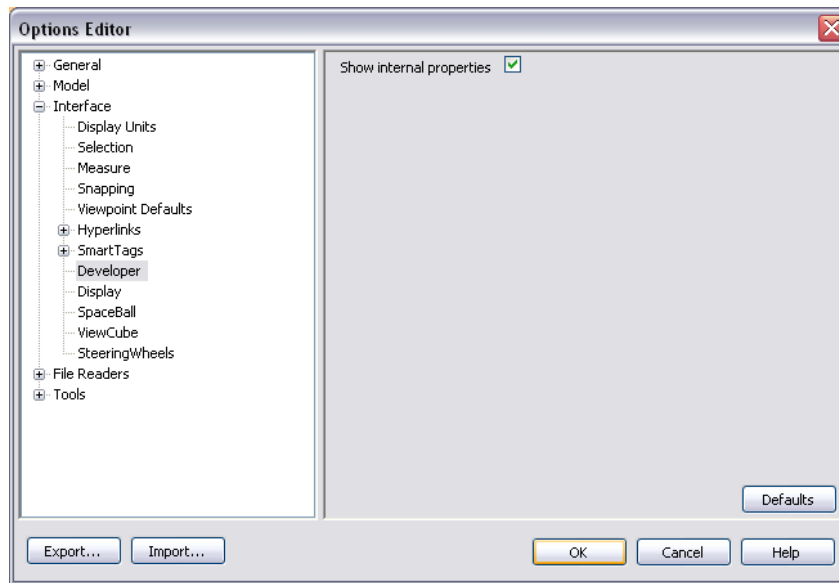 Options Editor
General
Model
Interface
Display Units
Selection
Measure
Snapping
Viewpoint Defaults
Hyperlinks
SmartTags
Developer
Display
SpaceBall
ViewCube
SteeringWheels
File Readers
Tools
Show internal properties
Defaults
Export... Import... OK Cancel Help